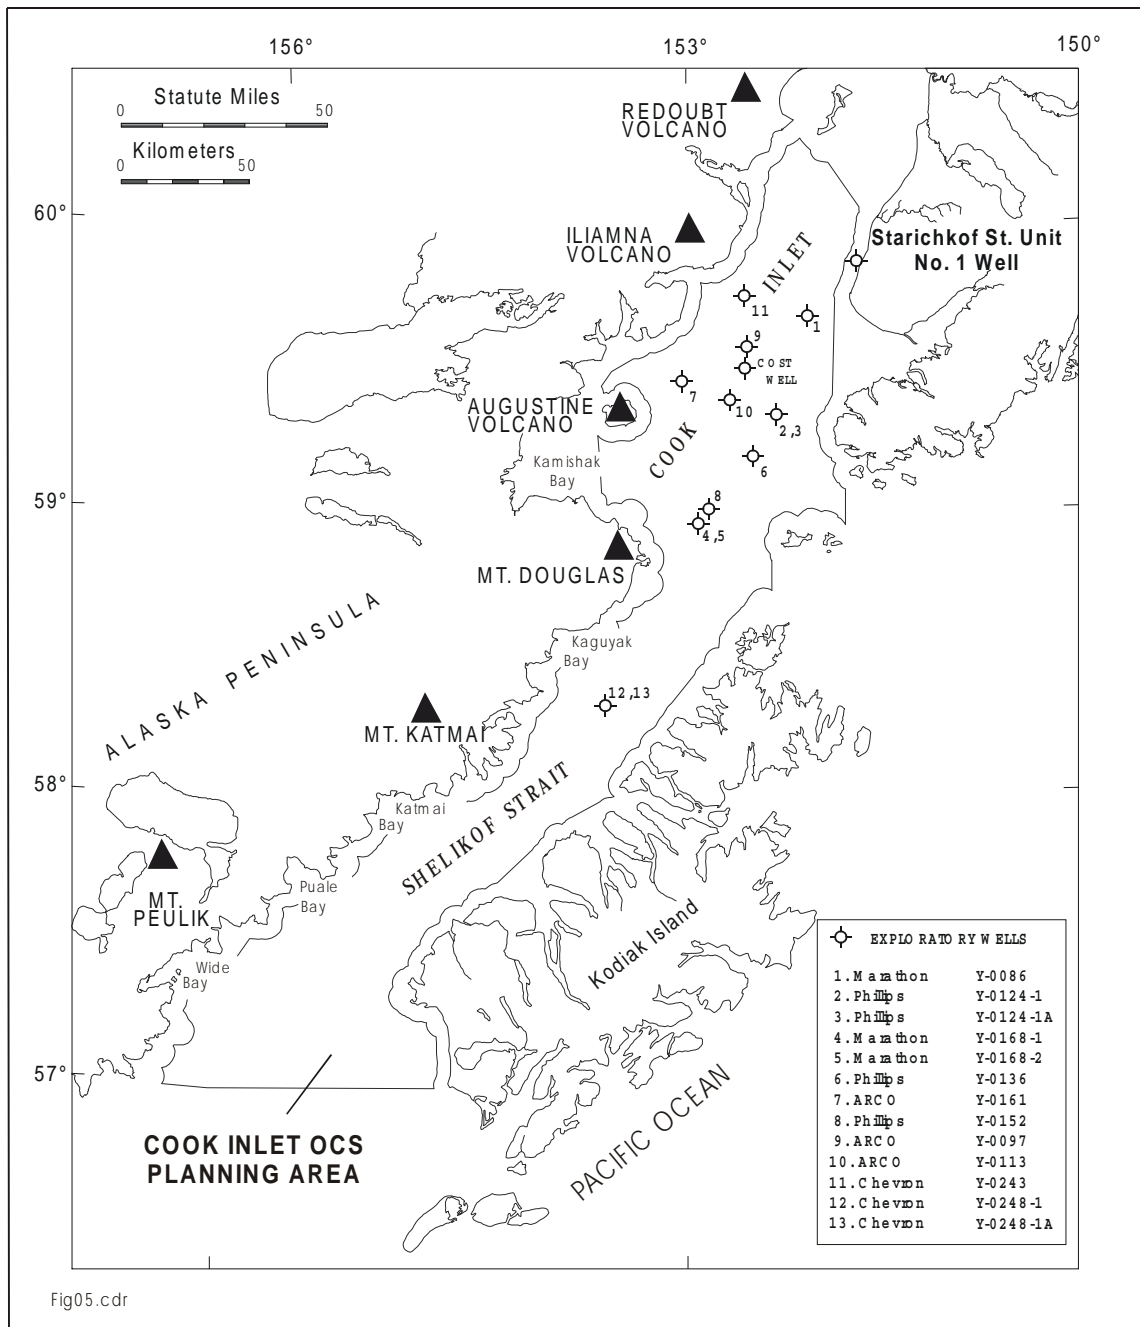 156°
153°
150°
Statute Miles
0 50
Kilometers
0 50
REDOUBT
VOLCANO
60°
ILIAMNA
VOLCANO
INLET
Starichkof St. Unit
No. 1 Well
11
1
9
COST
WELL
7
10
2,3
AUGUSTINE
VOLCANO
COOK
Kamishak
Bay
6
59°
8
4,5
MT. DOUGLAS
ALASKA PENINSULA
Kaguyak
Bay
12,13
MT. KATMAI
58°
Katmai
Bay
SHELIKOF STRAIT
Puale
Bay
MT.
PEULIK
Wide
Bay
Kodiak Island
57°
COOK INLET OCS
PLANNING AREA
PACIFIC OCEAN
EXPLORATORY WELLS
1. Marathon Y-0086
2. Phillips Y-0124-1
3. Phillips Y-0124-1A
4. Marathon Y-0168-1
5. Marathon Y-0168-2
6. Phillips Y-0136
7. ARCO Y-0161
8. Phillips Y-0152
9. ARCO Y-0097
10. ARCO Y-0113
11. Chevron Y-0243
12. Chevron Y-0248-1
13. Chevron Y-0248-1A
Fig05.cdr